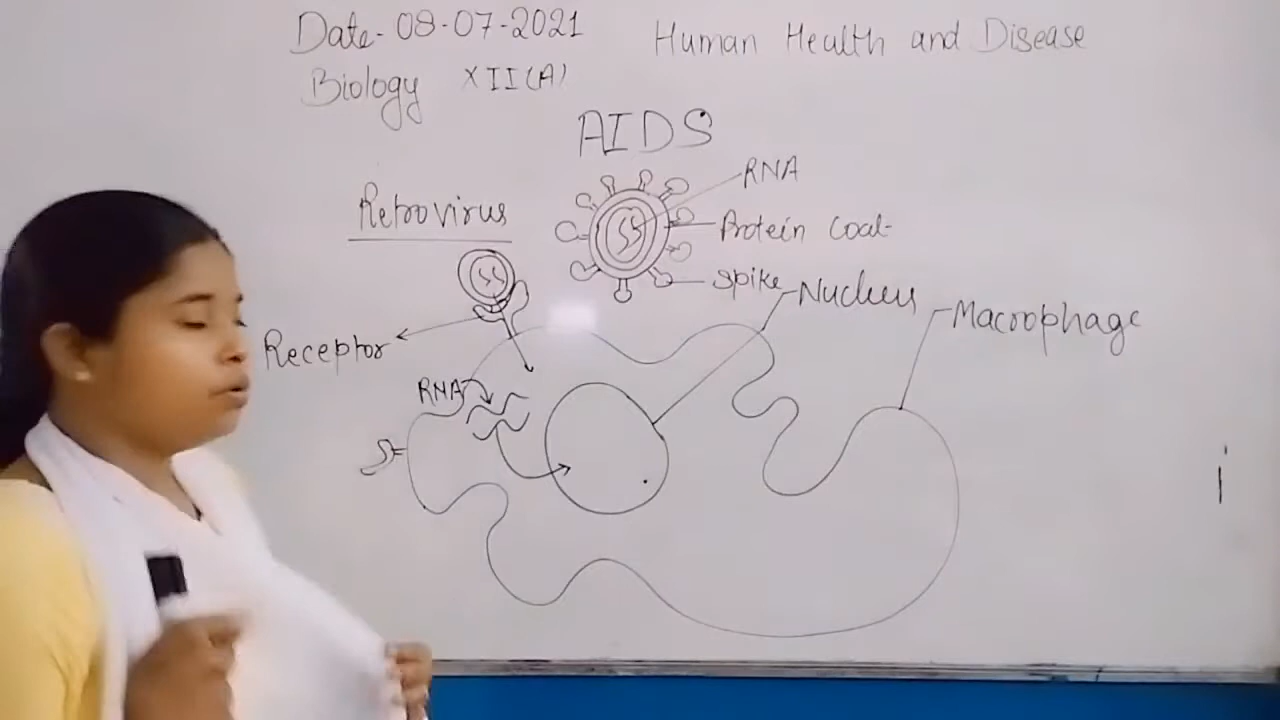 Date- 08-07-2021
Human Health and Disease
Biology XII(A)
AIDS
RNA
Retrovirus
Protein coat
Spike
Nucleus
Macrophage
Receptor
RNA